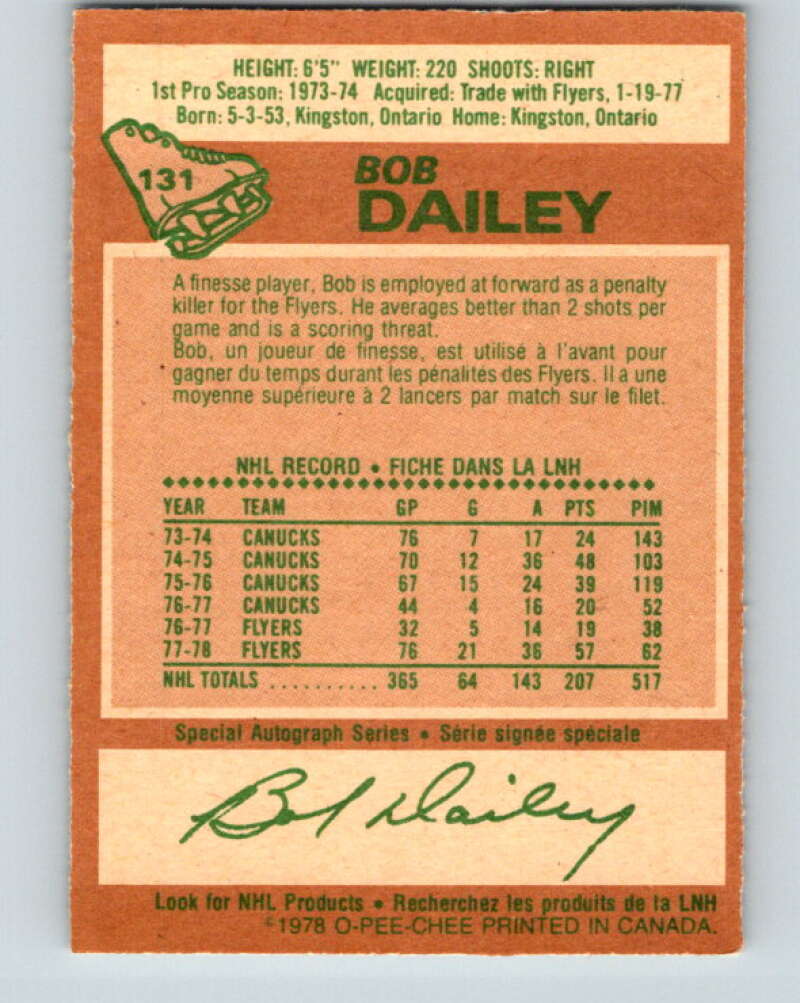 HEIGHT: 6'5" WEIGHT: 220 SHOOTS: RIGHT
1st Pro Season: 1973-74 Acquired: Trade with Flyers, 1-19-77
Born: 5-3-53, Kingston, Ontario Home: Kingston, Ontario
131
BOB
DAILEY
A finesse player, Bob is employed at forward as a penalty
killer for the Flyers. He averages better than 2 shots per
game and is a scoring threat.
Bob, un joueur de finesse, est utilisé à l'avant pour
gagner du temps durant les pénalités des Flyers. Il a une
moyenne supérieure à 2 lancers par match sur le filet.
NHL RECORD • FICHE DANS LA LNH
YEAR TEAM GP G A PTS PIM
73-74 CANUCKS 76 7 17 24 143
74-75 CANUCKS 70 12 36 48 103
75-76 CANUCKS 67 15 24 39 119
76-77 CANUCKS 44 4 16 20 52
76-77 FLYERS 32 5 14 19 38
77-78 FLYERS 76 21 36 57 62
NHL TOTALS .......... 365 64 143 207 517
Special Autograph Series • Série signée spéciale
Bob Dailey
Look for NHL Products • Recherchez les produits de la LNH
©1978 O-PEE-CHEE PRINTED IN CANADA.